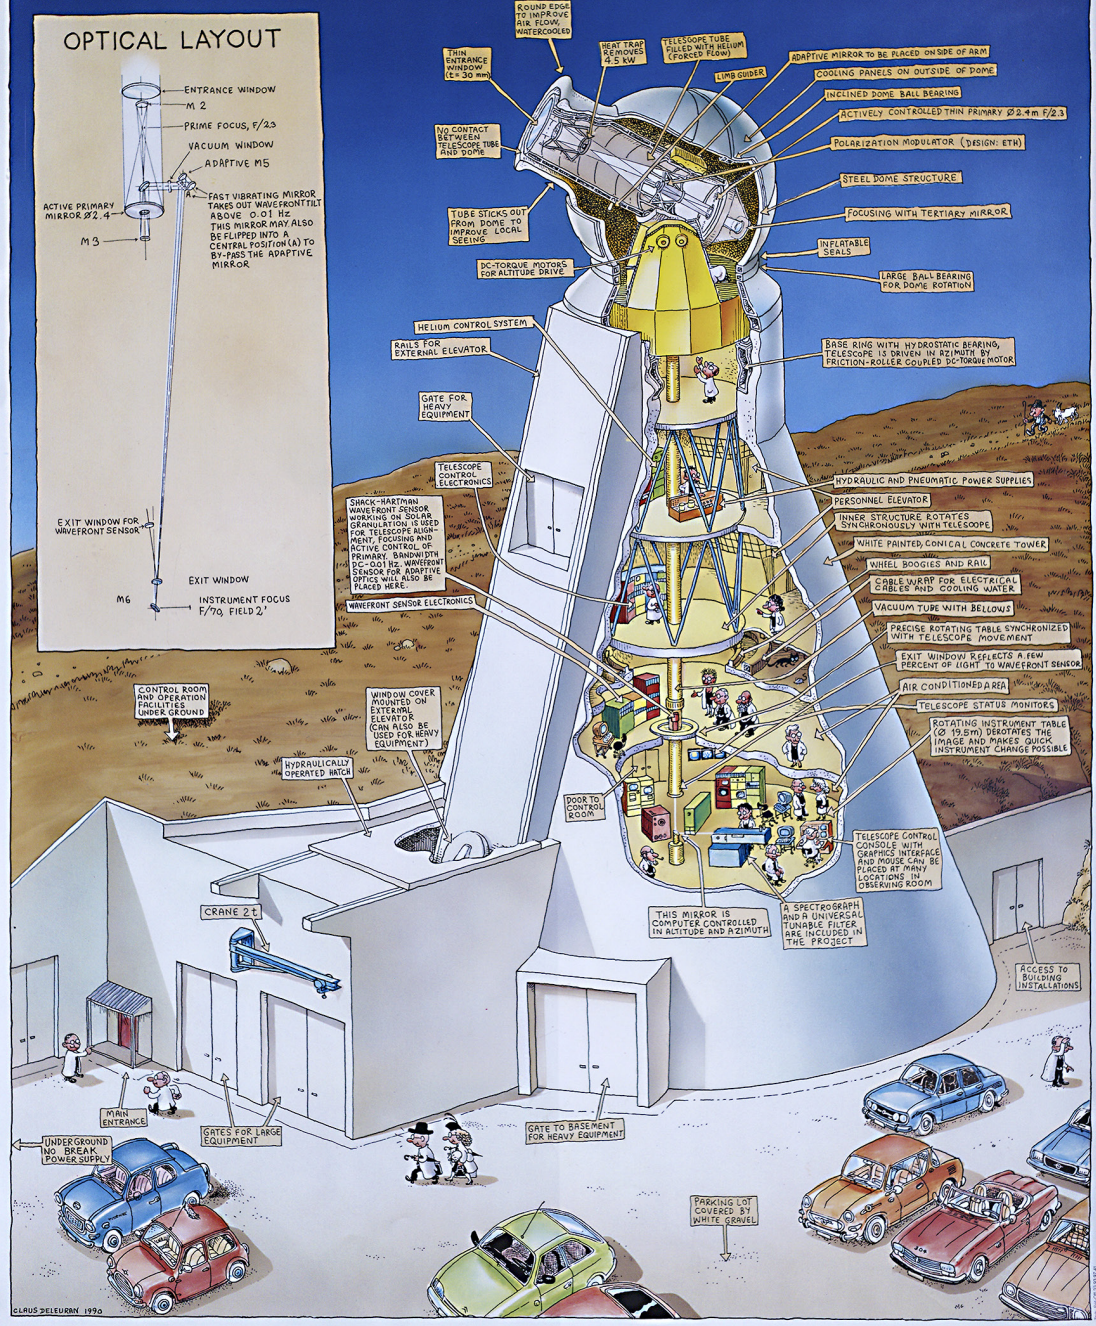 OPTICAL LAYOUT
ENTRANCE WINDOW
M 2
PRIME FOCUS, F/2.3
VACUUM WINDOW
ADAPTIVE M5
FAST VIBRATING MIRROR
TAKES OUT WAVEFRONT TILT
ABOVE 0.01 Hz
THIS MIRROR MAY ALSO
BE FLIPPED INTO A
CENTRAL POSITION (A) TO
BY-PASS THE ADAPTIVE
MIRROR
A
ACTIVE PRIMARY
MIRROR Ø2.4
M3
EXIT WINDOW FOR
WAVEFRONT SENSOR
EXIT WINDOW
M6
INSTRUMENT FOCUS
F/70, FIELD 2'
ROUND EDGE
TO IMPROVE
AIR FLOW,
WATERCOOLED
THIN
ENTRANCE
WINDOW
(t = 30 mm)
HEAT TRAP
REMOVES
4.5 KW
TELESCOPE TUBE
FILLED WITH HELIUM
(FORCED FLOW)
LIMB GUIDER
ADAPTIVE MIRROR TO BE PLACED ONSIDE OF ARM
COOLING PANELS ON OUTSIDE OF DOME
INCLINED DOME BALL BEARING
ACTIVELY CONTROLLED THIN PRIMARY Ø 2.4m F/2.3
POLARIZATION MODULATOR (DESIGN: ETH)
STEEL DOME STRUCTURE
FOCUSING WITH TERTIARY MIRROR
INFLATABLE
SEALS
LARGE BALL BEARING
FOR DOME ROTATION
NO CONTACT
BETWEEN
TELESCOPE TUBE
AND DOME
TUBE STICKS OUT
FROM DOME TO
IMPROVE LOCAL
SEEING
DC-TORQUE MOTORS
FOR ALTITUDE DRIVE
HELIUM CONTROL SYSTEM
RAILS FOR
EXTERNAL ELEVATOR
BASE RING WITH HYDROSTATIC BEARING,
TELESCOPE IS DRIVEN IN AZIMUTH BY
FRICTION-ROLLER COUPLED DC-TORQUE MOTOR
GATE FOR
HEAVY
EQUIPMENT
TELESCOPE
CONTROL
ELECTRONICS
SHACK-HARTMAN
WAVEFRONT SENSOR
WORKING ON SOLAR
GRANULATION IS USED
FOR TELESCOPE ALIGN-
MENT, FOCUSING AND
ACTIVE CONTROL OF
PRIMARY. BANDWIDTH
DC-0.01 HZ. WAVEFRONT
SENSOR FOR ADAPTIVE
OPTICS WILL ALSO BE
PLACED HERE.
WAVEFRONT SENSOR ELECTRONICS
HYDRAULIC AND PNEUMATIC POWER SUPPLIES
PERSONNEL ELEVATOR
INNER STRUCTURE ROTATES
SYNCHRONOUSLY WITH TELESCOPE
WHITE PAINTED, CONICAL CONCRETE TOWER
WHEEL BOOGIES AND RAIL
CABLE WRAP FOR ELECTRICAL
CABLES AND COOLING WATER
VACUUM TUBE WITH BELLOWS
PRECISE ROTATING TABLE SYNCHRONIZED
WITH TELESCOPE MOVEMENT
EXIT WINDOW REFLECTS A FEW
PERCENT OF LIGHT TO WAVEFRONT SENSOR
AIR CONDITIONED AREA
TELESCOPE STATUS MONITORS
ROTATING INSTRUMENT TABLE
(Ø 19.5m) DEROTATES THE
IMAGE AND MAKES QUICK
INSTRUMENT CHANGE POSSIBLE
CONTROL ROOM
AND OPERATION
FACILITIES
UNDER GROUND
WINDOW COVER
MOUNTED ON
EXTERNAL
ELEVATOR
(CAN ALSO BE
USED FOR HEAVY
EQUIPMENT)
HYDRAULICALLY
OPERATED HATCH
DOOR TO
CONTROL
ROOM
TELESCOPE CONTROL
CONSOLE WITH
GRAPHICS INTERFACE
AND MOUSE CAN BE
PLACED AT MANY
LOCATIONS IN
OBSERVING ROOM
CRANE 2 t
THIS MIRROR IS
COMPUTER CONTROLLED
IN ALTITUDE AND AZIMUTH
A SPECTROGRAPH
AND A UNIVERSAL
TUNABLE FILTER
ARE INCLUDED IN
THE PROJECT
ACCESS TO
BUILDING
INSTALLATIONS
MAIN
ENTRANCE
GATES FOR LARGE
EQUIPMENT
GATE TO BASEMENT
FOR HEAVY EQUIPMENT
UNDERGROUND
NO BREAK
POWER SUPPLY
PARKING LOT
COVERED BY
WHITE GRAVEL
CLAUS DELEURAN 1990